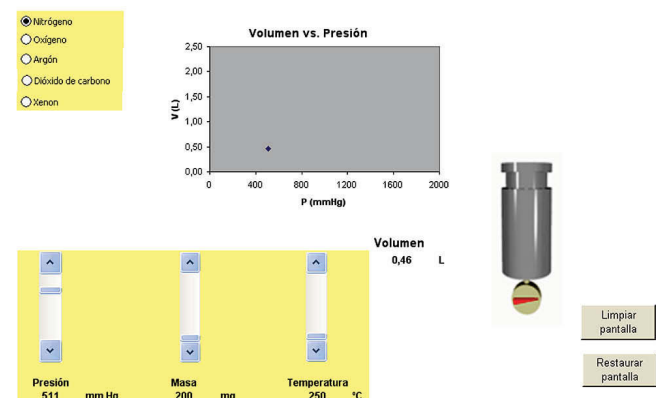 Nitrógeno
Oxígeno
Argón
Dióxido de carbono
Xenon
Volumen vs. Presión
2,50
2,00
1,50
1,00
0,50
0,00
V (L)
0 400 800 1200 1600 2000
P (mmHg)
Volumen
0,46 L
Presión
511 mm Hg
Masa
200 mg
Temperatura
250 °C
Limpiar
pantalla
Restaurar
pantalla